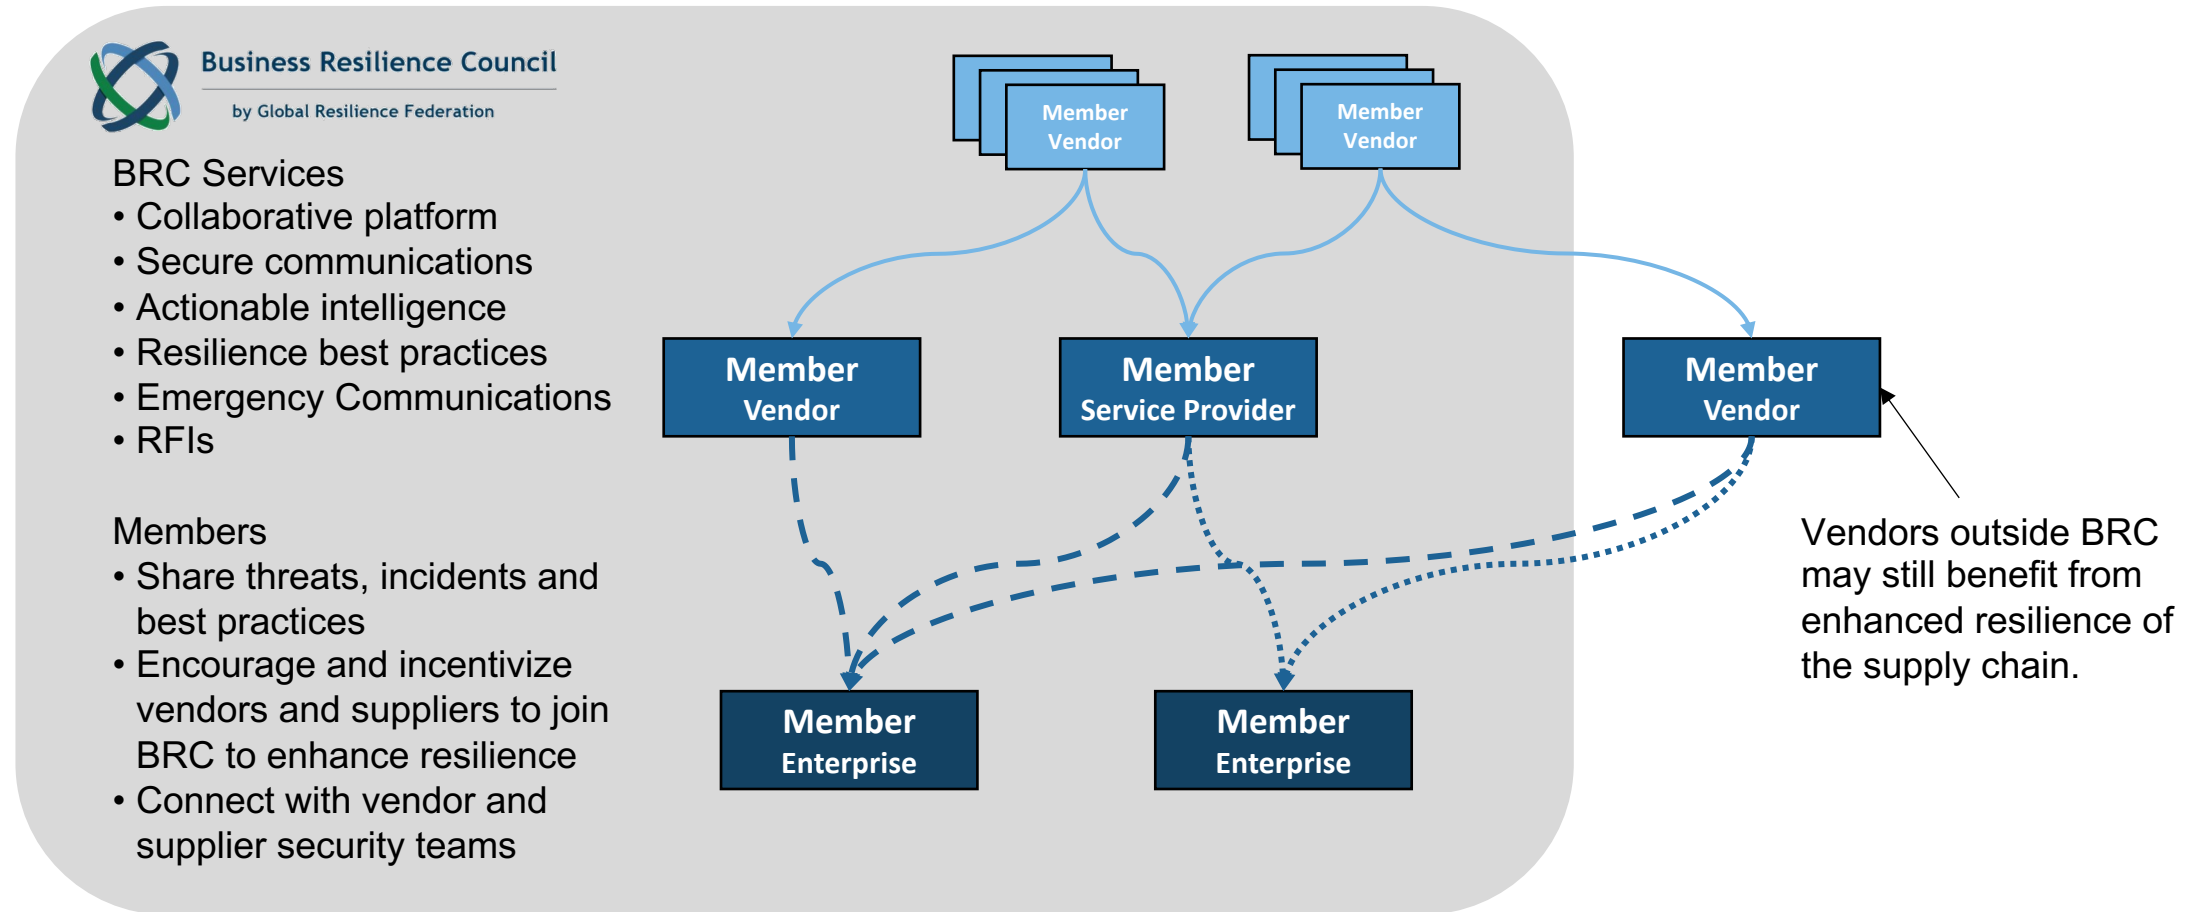 Business Resilience Council
by Global Resilience Federation
BRC Services
• Collaborative platform
• Secure communications
• Actionable intelligence
• Resilience best practices
• Emergency Communications
• RFIs
Members
• Share threats, incidents and
best practices
• Encourage and incentivize
vendors and suppliers to join
BRC to enhance resilience
• Connect with vendor and
supplier security teams
Member
Vendor
Member
Vendor
Member
Vendor
Member
Service Provider
Member
Vendor
Member
Enterprise
Member
Enterprise
Vendors outside BRC
may still benefit from
enhanced resilience of
the supply chain.